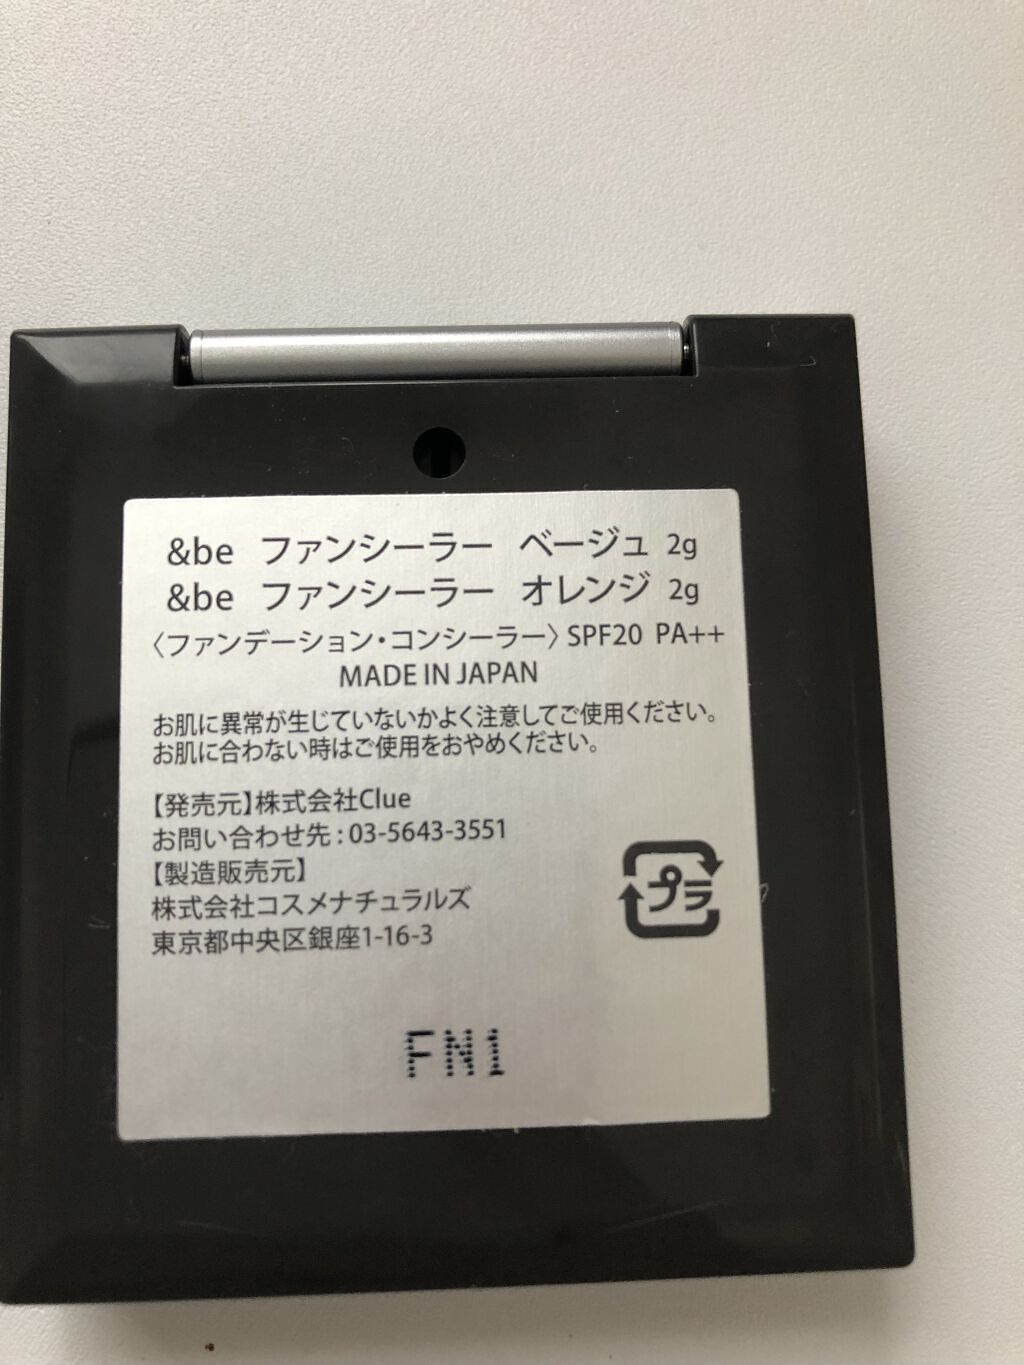 &be ファンシーラー ベージュ 2g
&be ファンシーラー オレンジ 2g
〈ファンデーション・コンシーラー〉SPF20 PA++
MADE IN JAPAN
お肌に異常が生じていないかよく注意してご使用ください。
お肌に合わない時はご使用をおやめください。
【発売元】株式会社Clue
お問い合わせ先:03-5643-3551
【製造販売元】
株式会社コスメナチュラルズ
東京都中央区銀座1-16-3
プラ
FN1